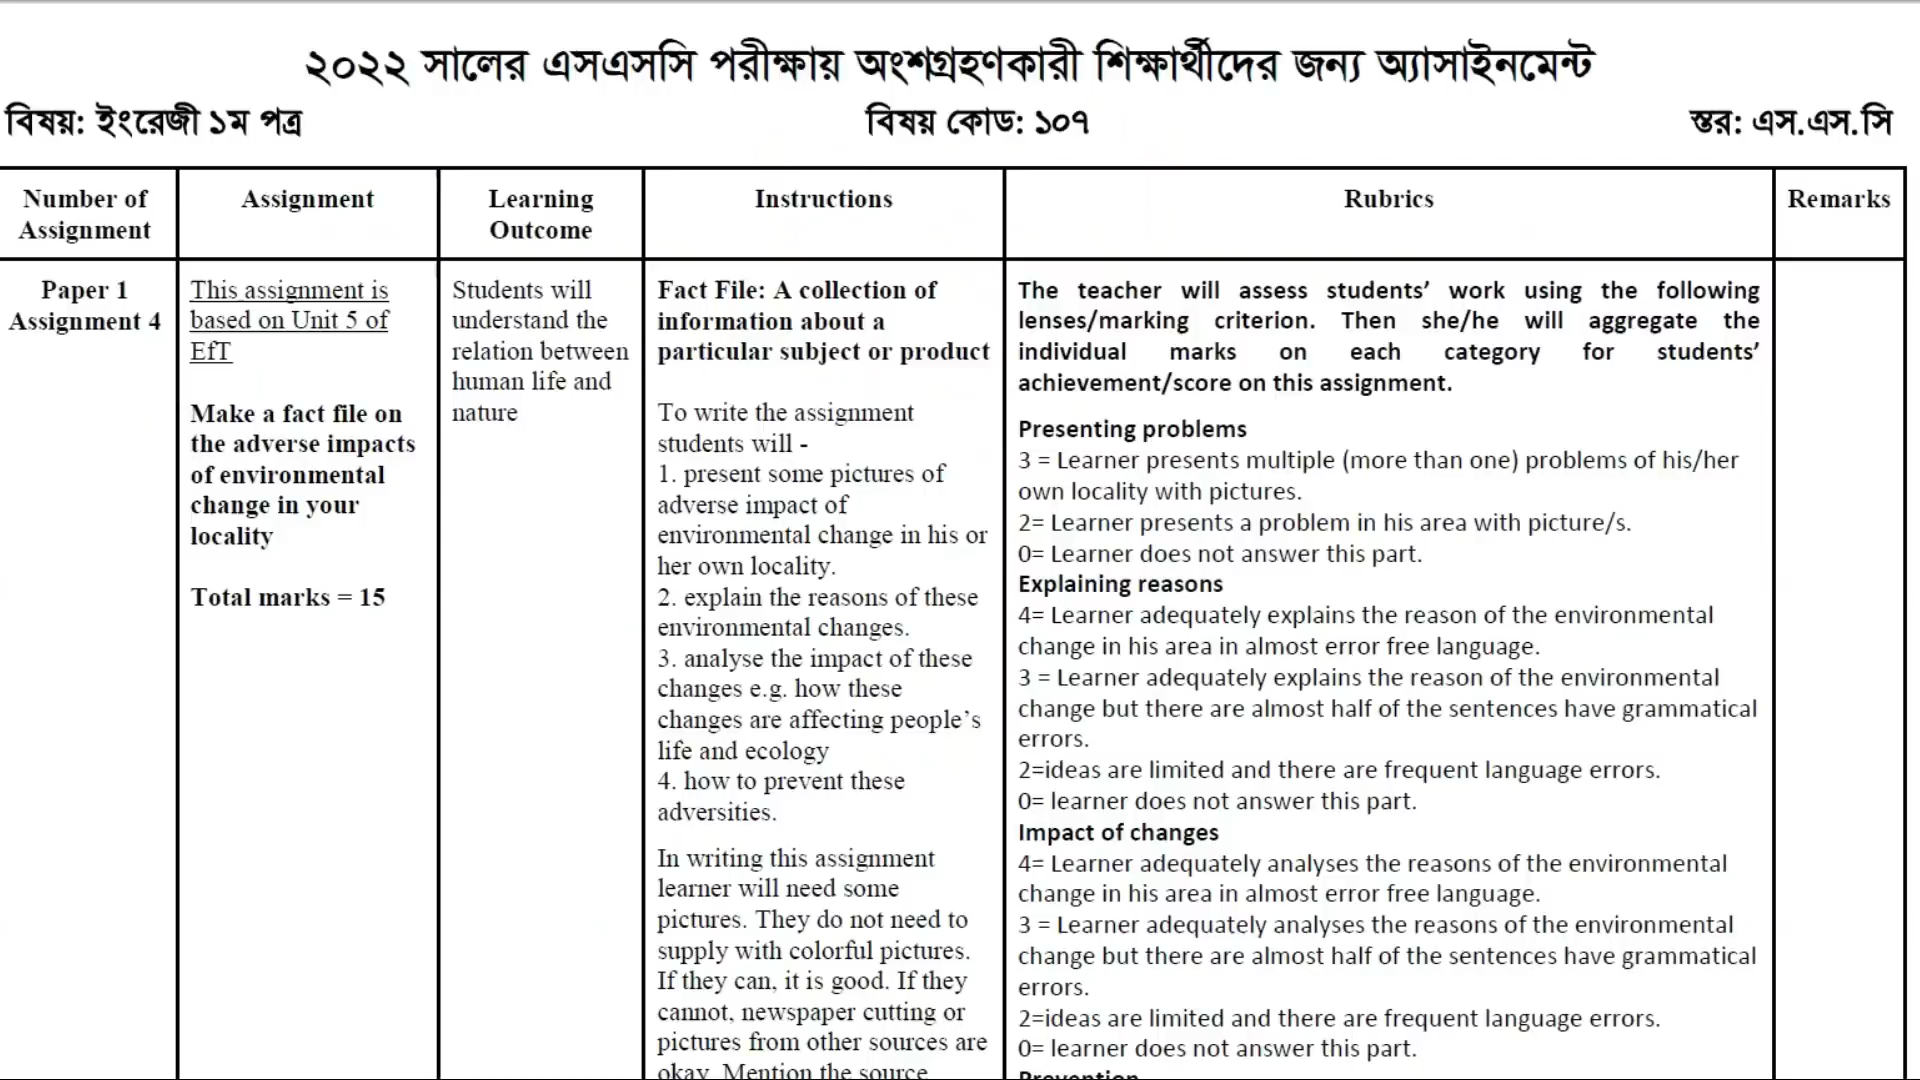 ২০২২ সালের এসএসসি পরীক্ষায় অংশগ্রহণকারী শিক্ষার্থীদের জন্য অ্যাসাইনমেন্ট
বিষয়: ইংরেজী ১ম পত্র
বিষয় কোড: ১০৭
স্তর: এস.এস.সি
Number of
Assignment
Assignment
Learning
Outcome
Instructions
Rubrics
Remarks
Paper 1
Assignment 4
This assignment is
based on Unit 5 of
EfT
Make a fact file on
the adverse impacts
of environmental
change in your
locality
Total marks = 15
Students will
understand the
relation between
human life and
nature
Fact File: A collection of
information about a
particular subject or product
To write the assignment
students will -
1. present some pictures of
adverse impact of
environmental change in his or
her own locality.
2. explain the reasons of these
environmental changes.
3. analyse the impact of these
changes e.g. how these
changes are affecting people’s
life and ecology
4. how to prevent these
adversities.
In writing this assignment
learner will need some
pictures. They do not need to
supply with colorful pictures.
If they can, it is good. If they
cannot, newspaper cutting or
pictures from other sources are
okay. Mention the source
The teacher will assess students’ work using the following
lenses/marking criterion. Then she/he will aggregate the
individual marks on each category for students’
achievement/score on this assignment.
Presenting problems
3 = Learner presents multiple (more than one) problems of his/her
own locality with pictures.
2= Learner presents a problem in his area with picture/s.
0= Learner does not answer this part.
Explaining reasons
4= Learner adequately explains the reason of the environmental
change in his area in almost error free language.
3 = Learner adequately explains the reason of the environmental
change but there are almost half of the sentences have grammatical
errors.
2=ideas are limited and there are frequent language errors.
0= learner does not answer this part.
Impact of changes
4= Learner adequately analyses the reasons of the environmental
change in his area in almost error free language.
3 = Learner adequately analyses the reasons of the environmental
change but there are almost half of the sentences have grammatical
errors.
2=ideas are limited and there are frequent language errors.
0= learner does not answer this part.
Prevention